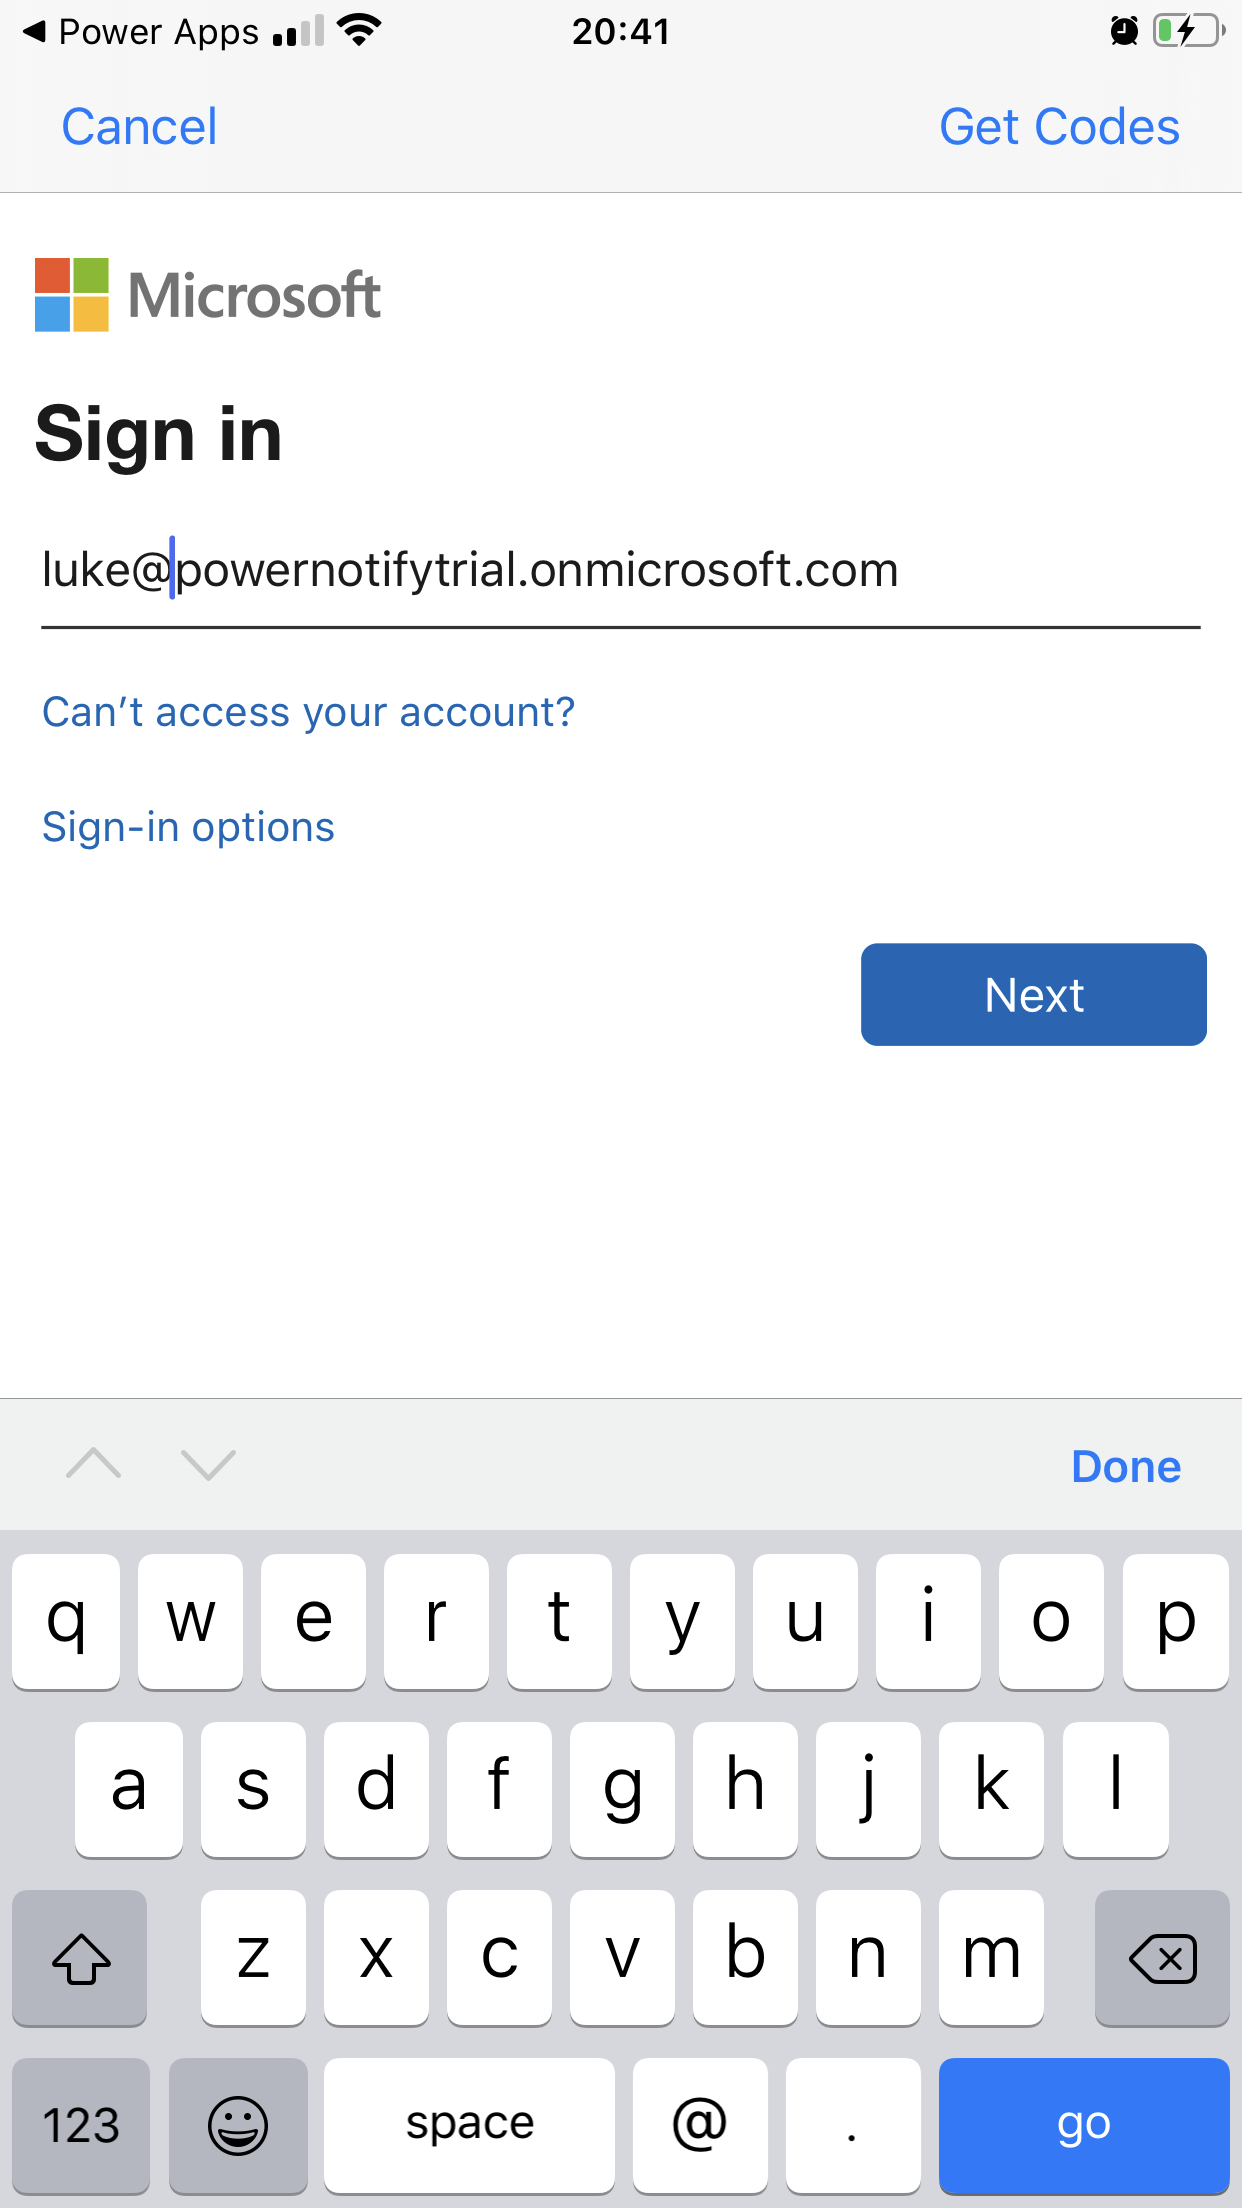 Power Apps 20:41
Cancel Get Codes
Microsoft
Sign in
luke@powernotifytrial.onmicrosoft.com
Can’t access your account?
Sign-in options
Next
Done
q w e r t y u i o p
a s d f g h j k l
z x c v b n m
123 space @ . go